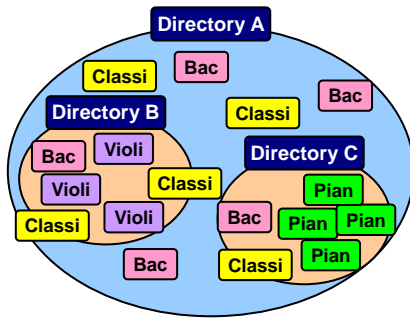 Directory A
Bac
Classi
Bac
Directory B
Classi
Violi
Bac
Directory C
Violi
Classi
Pian
Violi
Bac
Pian
Pian
Classi
Pian
Bac
Classi